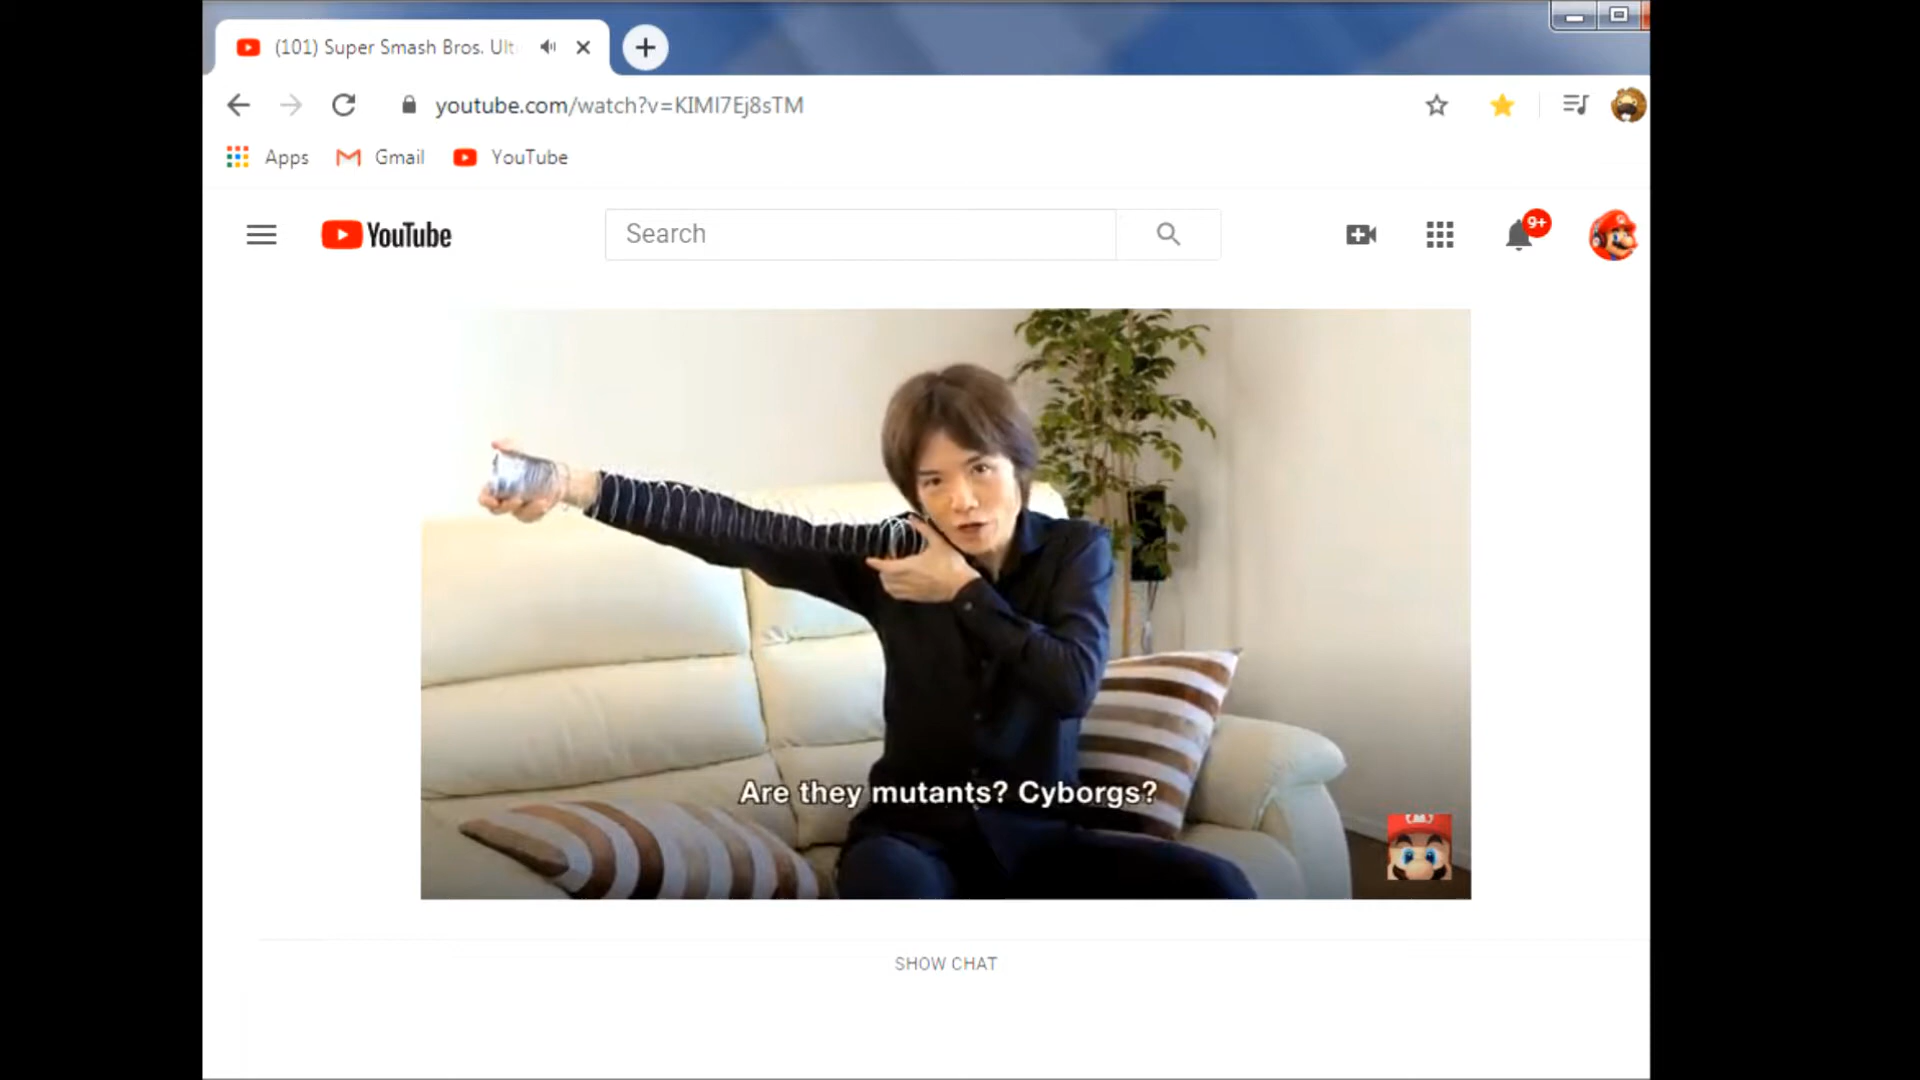 (101) Super Smash Bros. Ult
youtube.com/watch?v=KIMI7Ej8sTM
Apps
Gmail
YouTube
YouTube
Search
9+
Are they mutants? Cyborgs?
M
SHOW CHAT